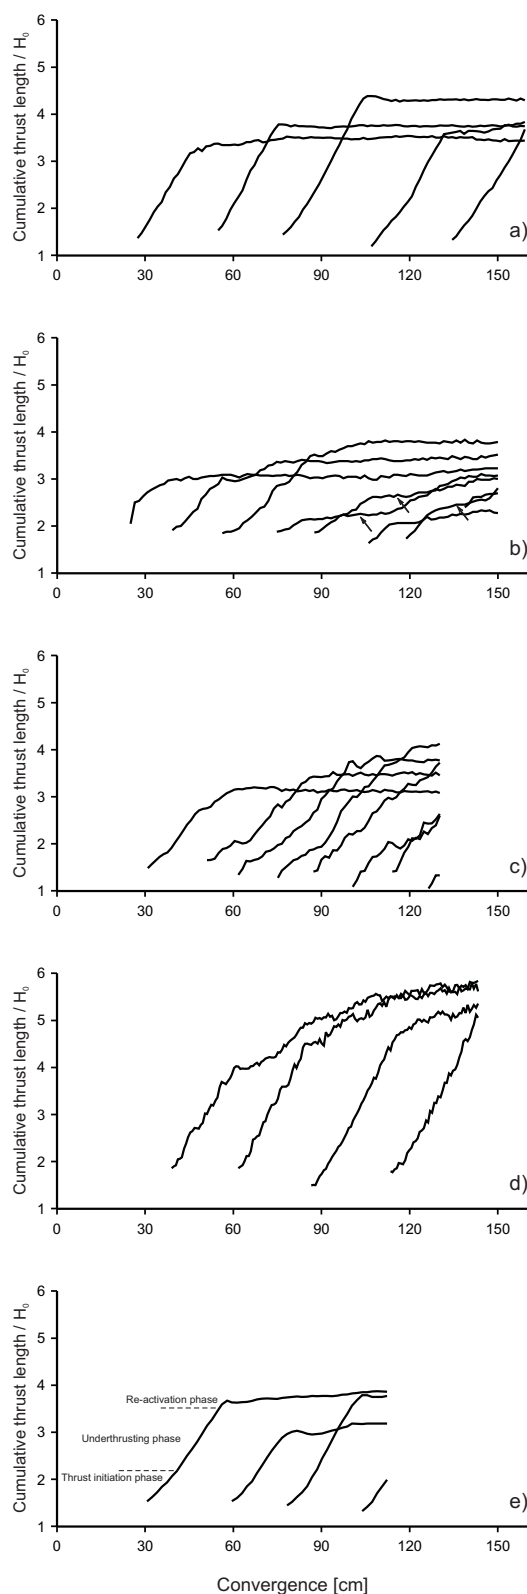 Cumulative thrust length / H₀
6
5
4
3
2
1
0 30 60 90 120 150
a)
Cumulative thrust length / H₀
6
5
4
3
2
1
0 30 60 90 120 150
b)
Cumulative thrust length / H₀
6
5
4
3
2
1
0 30 60 90 120 150
c)
Cumulative thrust length / H₀
6
5
4
3
2
1
0 30 60 90 120 150
d)
Cumulative thrust length / H₀
6
5
4
3
2
1
Re-activation phase
Underthrusting phase
Thrust initiation phase
0 30 60 90 120 150
e)
Convergence [cm]